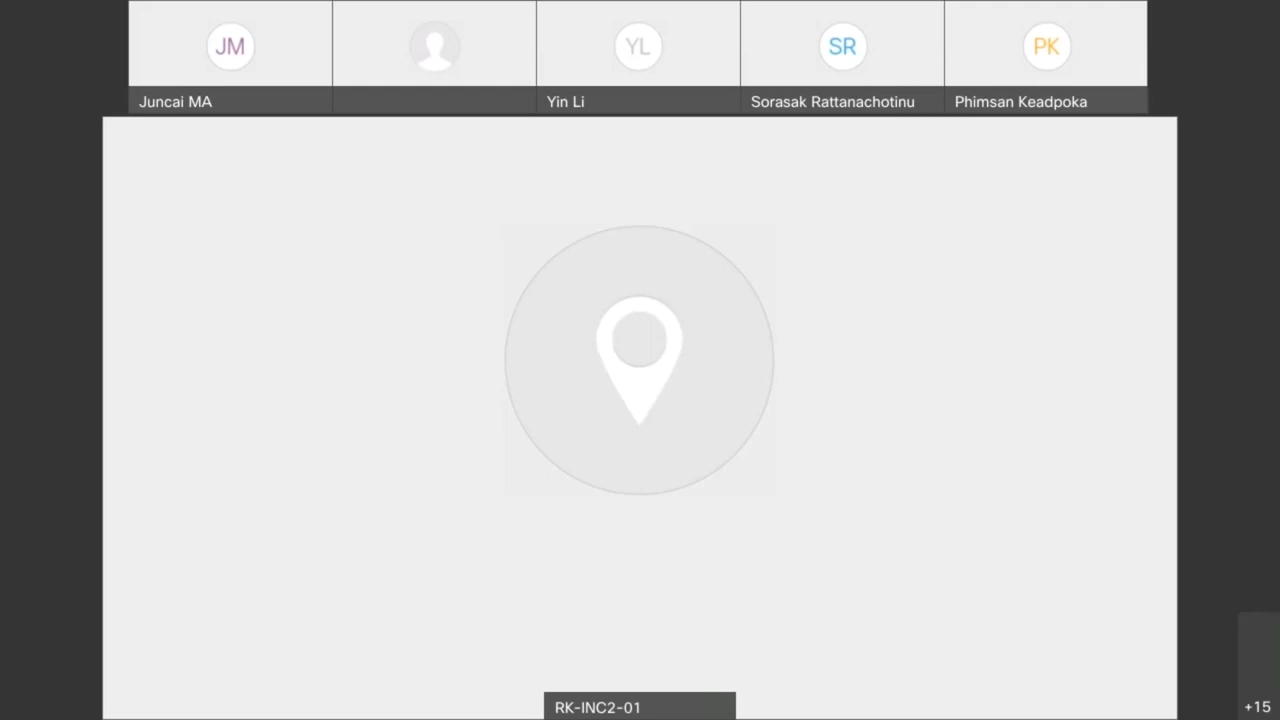 JM
YL
SR
PK
Juncai MA
Yin Li
Sorasak Rattanachotinu
Phimsan Keadpoka
RK-INC2-01
+15